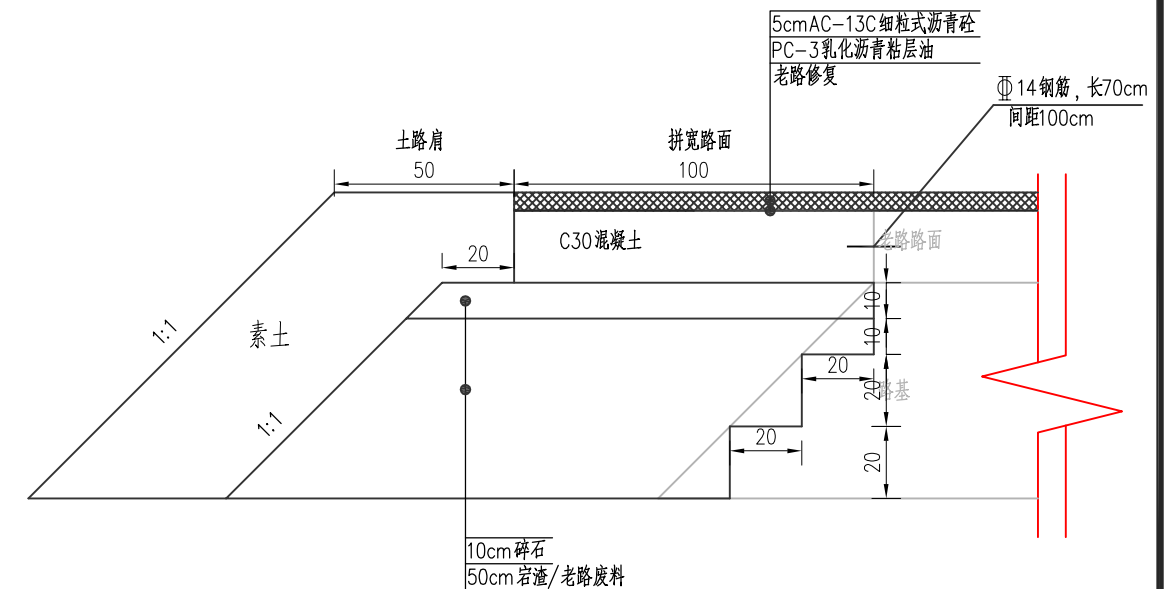 5cmAC-13C细粒式沥青砼
PC-3乳化沥青粘层油
老路修复
Φ14钢筋，长70cm
间距100cm
土路肩
拼宽路面
50
100
C30混凝土
老路路面
20
10
1:1
素土
10
20
20
路基
1:1
20
20
10cm碎石
50cm宕渣/老路废料